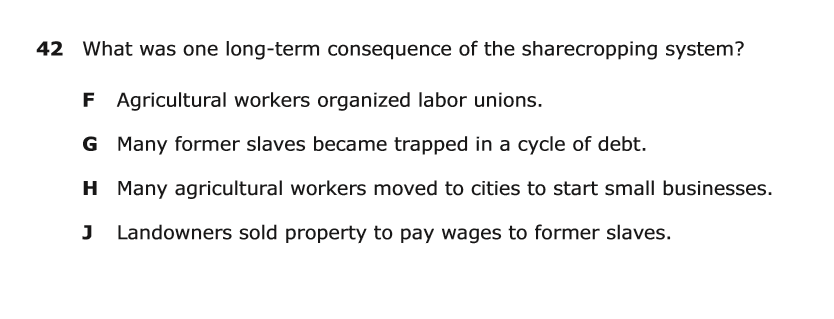 42 What was one long-term consequence of the sharecropping system?
F Agricultural workers organized labor unions.
G Many former slaves became trapped in a cycle of debt.
H Many agricultural workers moved to cities to start small businesses.
J Landowners sold property to pay wages to former slaves.